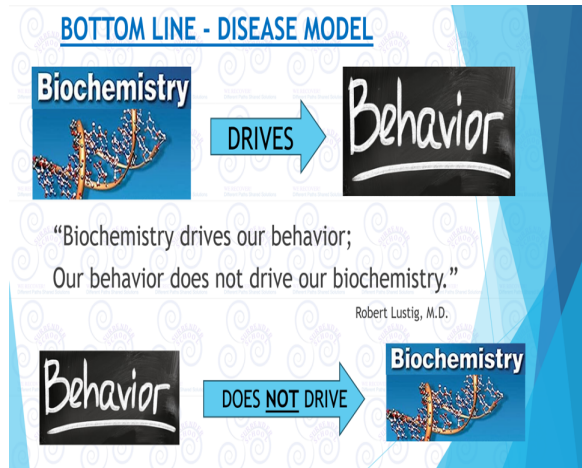 BOTTOM LINE - DISEASE MODEL
Biochemistry
DRIVES
Behavior
“Biochemistry drives our behavior;
Our behavior does not drive our biochemistry.”
Robert Lustig, M.D.
Behavior
DOES NOT DRIVE
Biochemistry